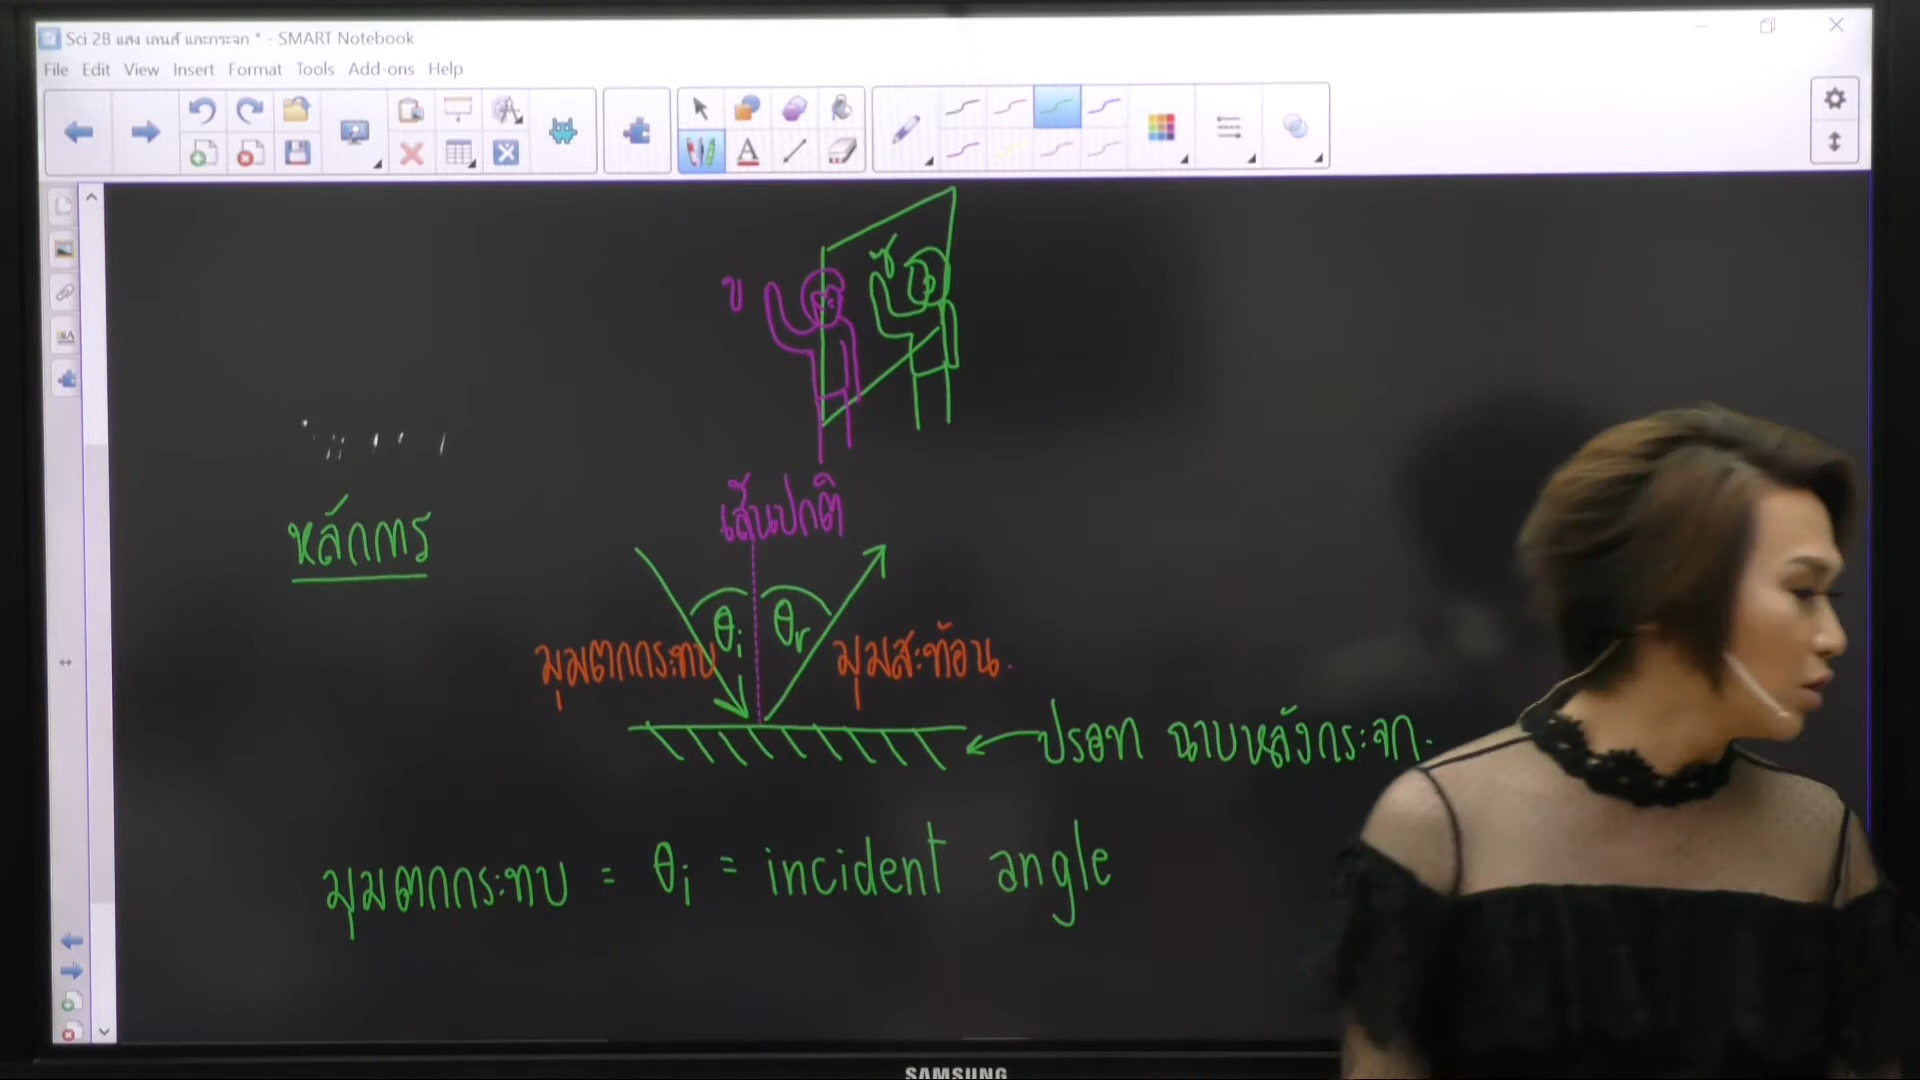 Sci 28 แสง เลนส์ และกระจก * - SMART Notebook
File Edit View Insert Format Tools Add-ons Help
ข
ซ
หลักการ
เส้นปกติ
θi θr
มุมตกกระทบ มุมสะท้อน.
ปรอท ฉาบหลังกระจก.
มุมตกกระทบ = θi = incident angle
SAMSUNG